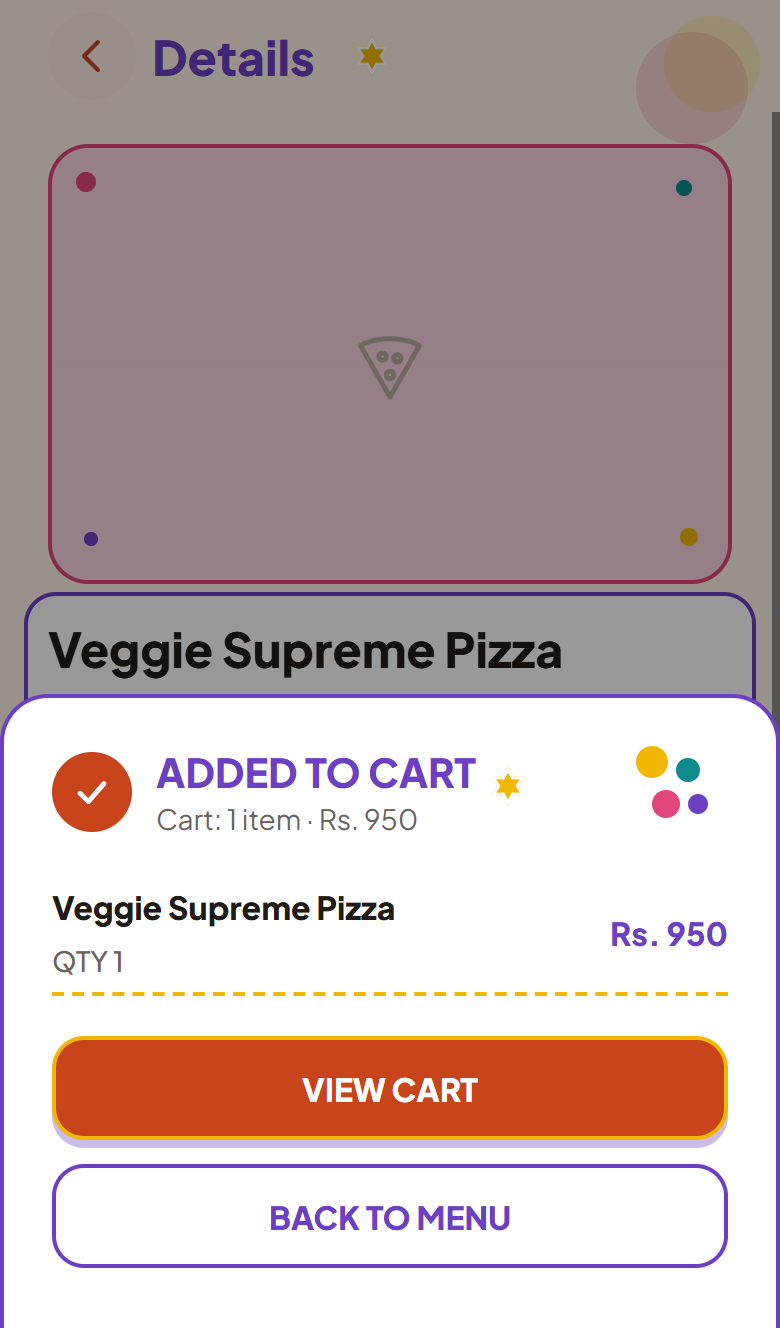 Details
Veggie Supreme Pizza
ADDED TO CART
Cart: 1 item · Rs. 950
Veggie Supreme Pizza
Rs. 950
QTY 1
VIEW CART
BACK TO MENU